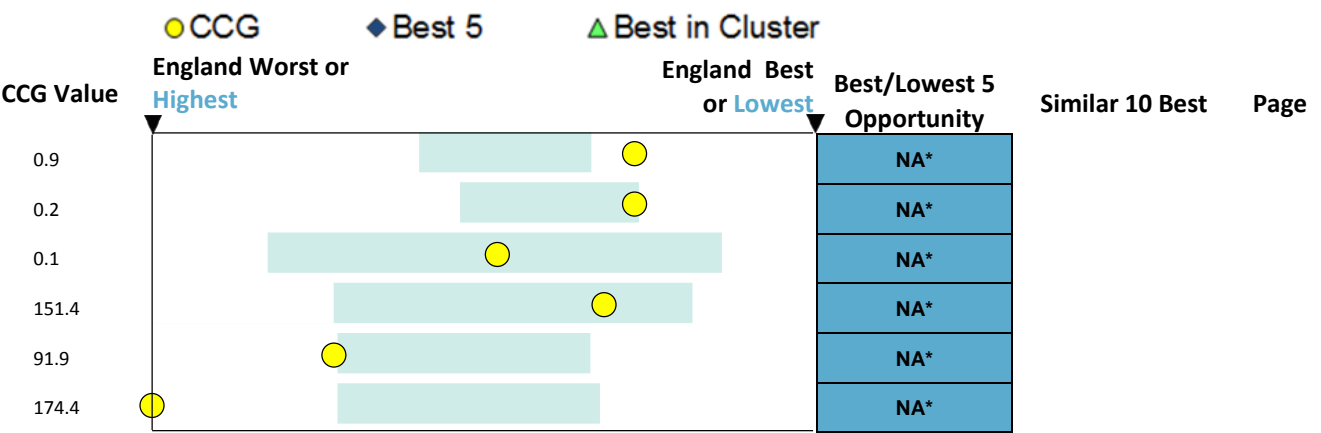 CCG Best 5 Best in Cluster
CCG Value England Worst or Highest England Best or Lowest Best/Lowest 5 Opportunity Similar 10 Best Page
0.9 NA*
0.2 NA*
0.1 NA*
151.4 NA*
91.9 NA*
174.4 NA*